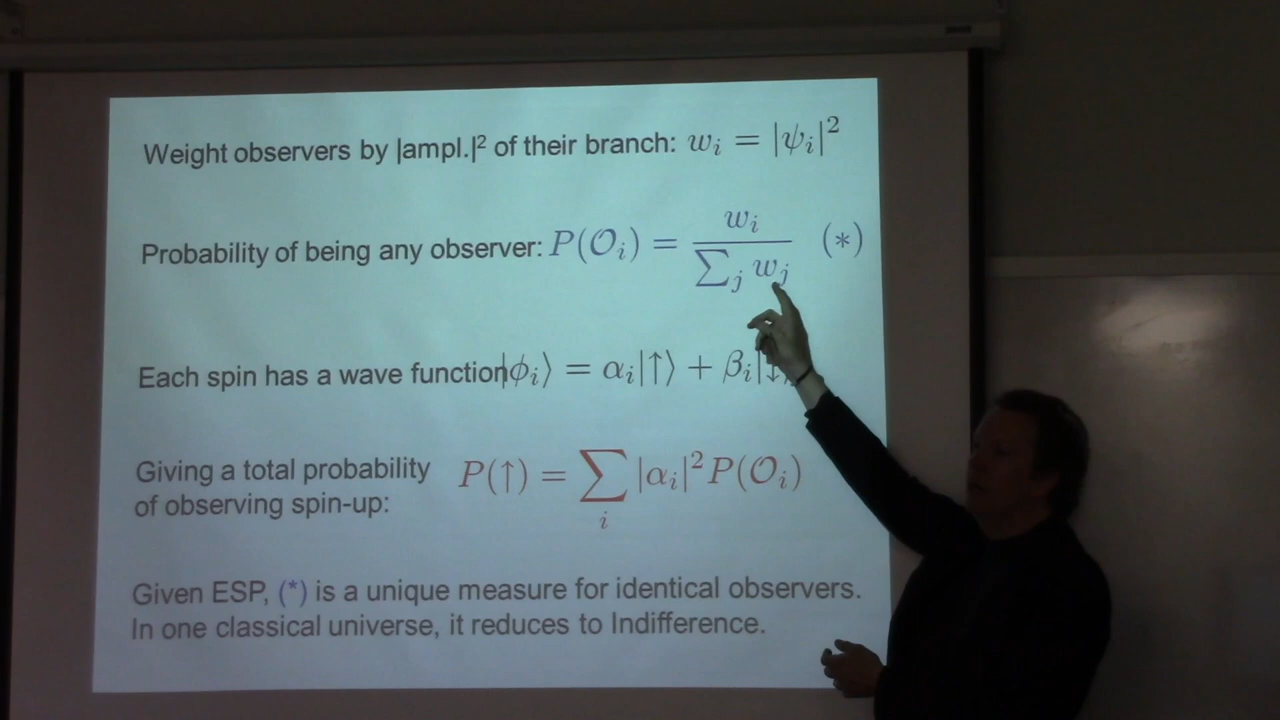 Weight observers by |ampl.|² of their branch: wᵢ = |ψᵢ|²
Probability of being any observer: P(𝒪ᵢ) = wᵢ / ∑ⱼ wⱼ (*)
Each spin has a wave function|ϕᵢ⟩ = αᵢ|↑⟩ + βᵢ|↓⟩
Giving a total probability
of observing spin-up: P(↑) = ∑ᵢ |αᵢ|² P(𝒪ᵢ)
Given ESP, (*) is a unique measure for identical observers.
In one classical universe, it reduces to Indifference.